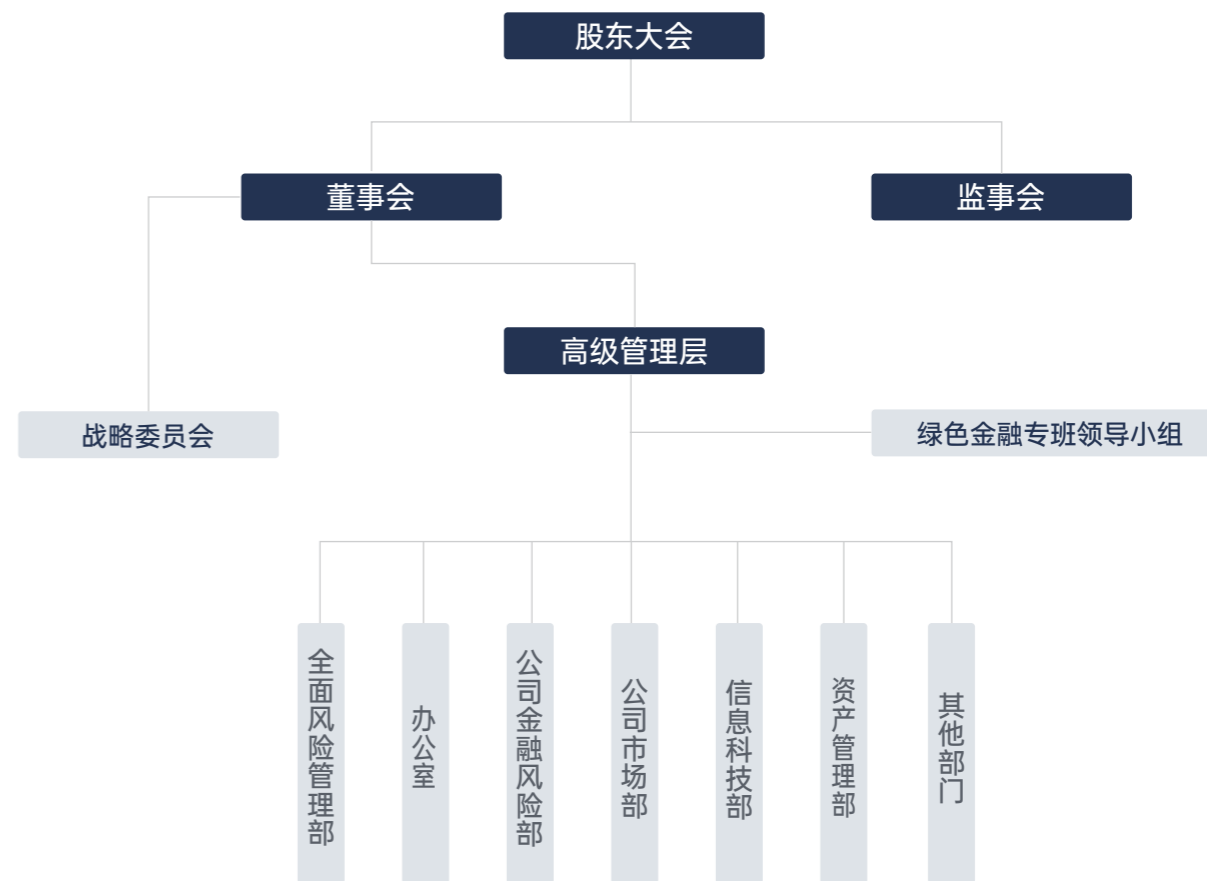 股东大会
董事会
监事会
高级管理层
战略委员会
绿色金融专班领导小组
全面风险管理部
办公室
公司金融风险部
公司市场部
信息科技部
资产管理部
其他部门